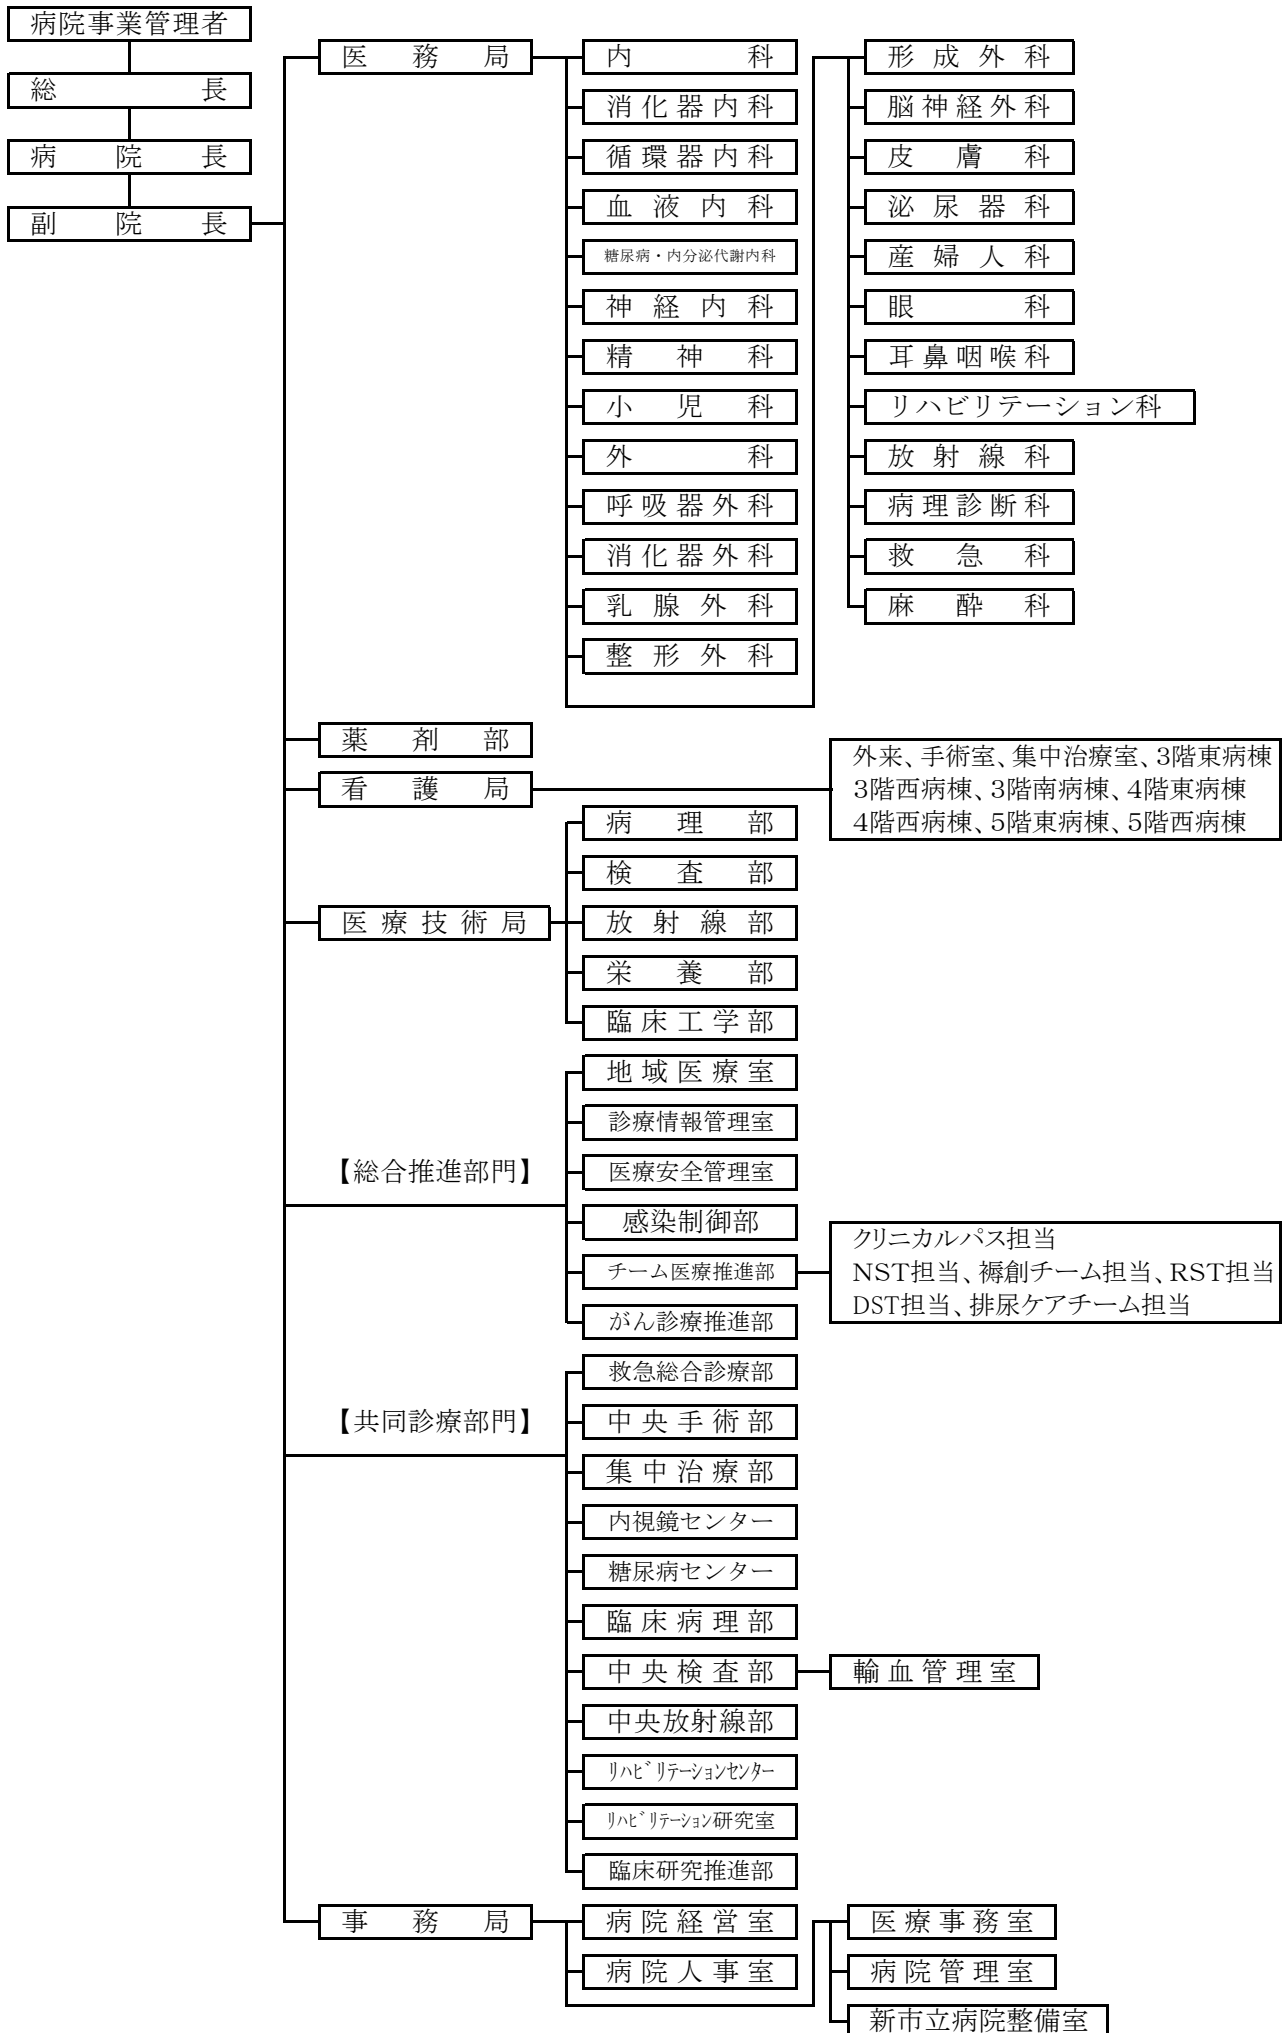 病院事業管理者
総長
病院長
副院長
医務局
内科
消化器内科
循環器内科
血液内科
糖尿病・内分泌代謝内科
神経内科
精神科
小児科
外科
呼吸器外科
消化器外科
乳腺外科
整形外科
形成外科
脳神経外科
皮膚科
泌尿器科
産婦人科
眼科
耳鼻咽喉科
リハビリテーション科
放射線科
病理診断科
救急科
麻酔科
薬剤部
看護局
外来、手術室、集中治療室、3階東病棟
3階西病棟、3階南病棟、4階東病棟
4階西病棟、5階東病棟、5階西病棟
医療技術局
病理部
検査部
放射線部
栄養部
臨床工学部
【総合推進部門】
地域医療室
診療情報管理室
医療安全管理室
感染制御部
チーム医療推進部
クリニカルパス担当
NST担当、褥創チーム担当、RST担当
DST担当、排尿ケアチーム担当
がん診療推進部
【共同診療部門】
救急総合診療部
中央手術部
集中治療部
内視鏡センター
糖尿病センター
臨床病理部
中央検査部
輸血管理室
中央放射線部
ﾘﾊﾋﾞﾘﾃｰｼｮﾝｾﾝﾀｰ
ﾘﾊﾋﾞﾘﾃｰｼｮﾝ研究室
臨床研究推進部
事務局
病院経営室
病院人事室
医療事務室
病院管理室
新市立病院整備室